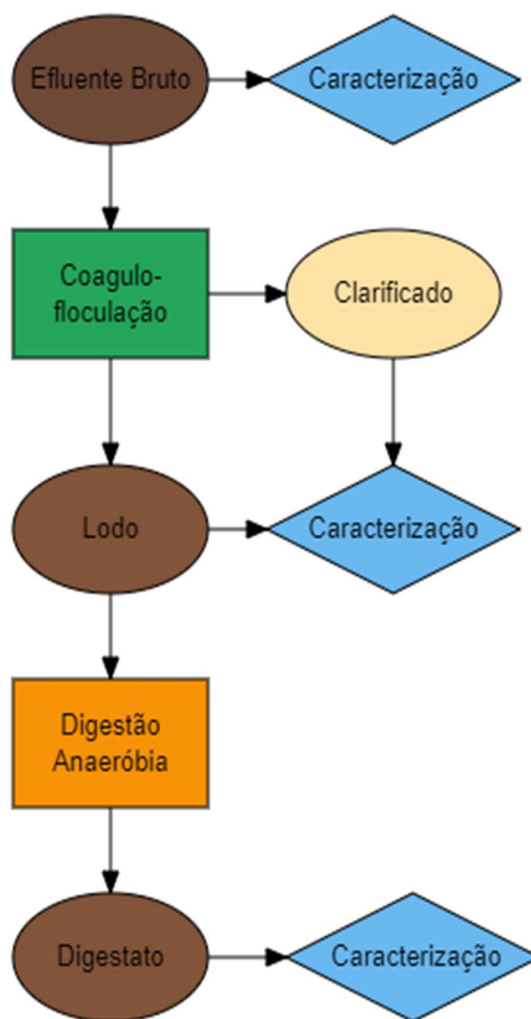 Efluente Bruto
Caracterização
Coagulo-
floculação
Clarificado
Lodo
Caracterização
Digestão
Anaeróbia
Digestato
Caracterização